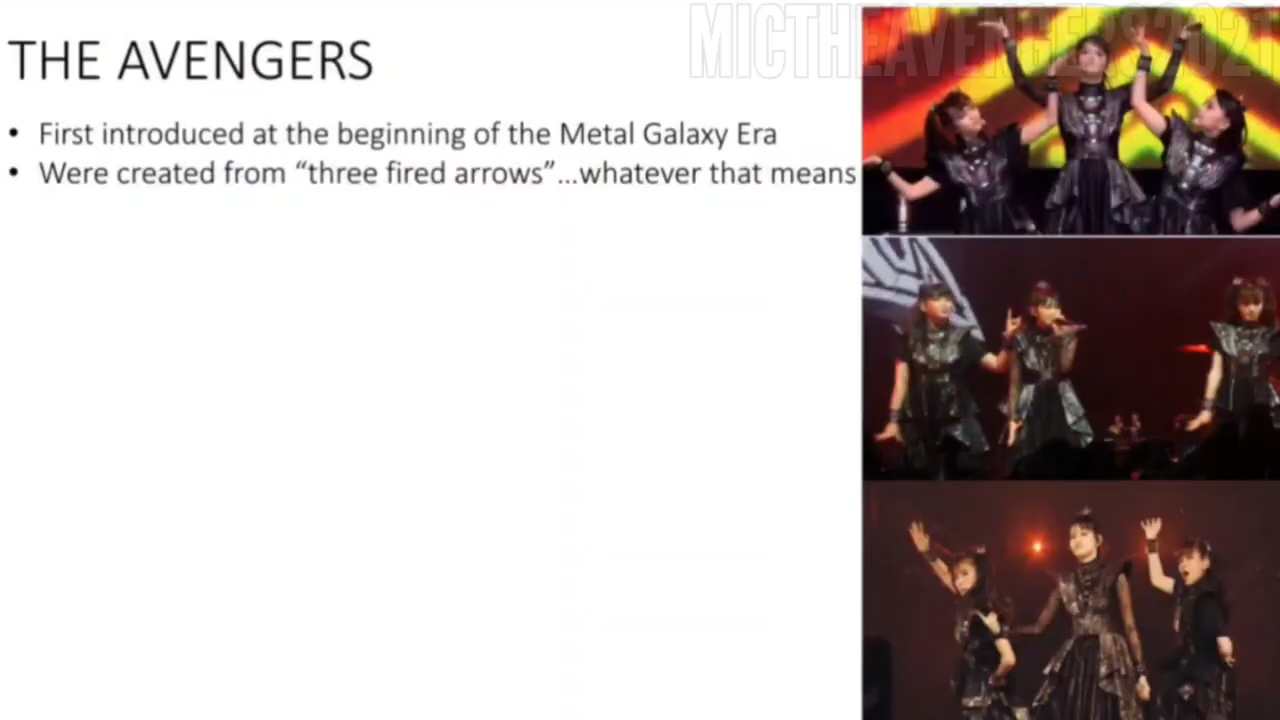 MICTHEAVENGERS2021
THE AVENGERS
• First introduced at the beginning of the Metal Galaxy Era
• Were created from “three fired arrows”...whatever that means